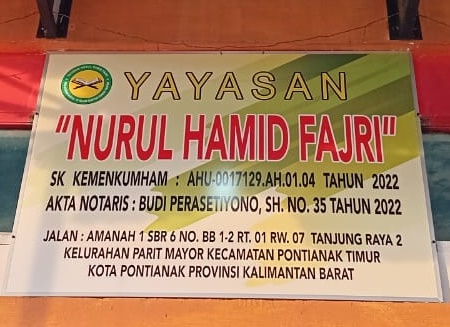 YAYASAN
"NURUL HAMID FAJRI"
SK KEMENKUMHAM : AHU-0017129.AH.01.04 TAHUN 2022
AKTA NOTARIS : BUDI PERASETIYONO, SH. NO. 35 TAHUN 2022
JALAN : AMANAH 1 SBR 6 NO. BB 1-2 RT. 01 RW. 07 TANJUNG RAYA 2
KELURAHAN PARIT MAYOR KECAMATAN PONTIANAK TIMUR
KOTA PONTIANAK PROVINSI KALIMANTAN BARAT